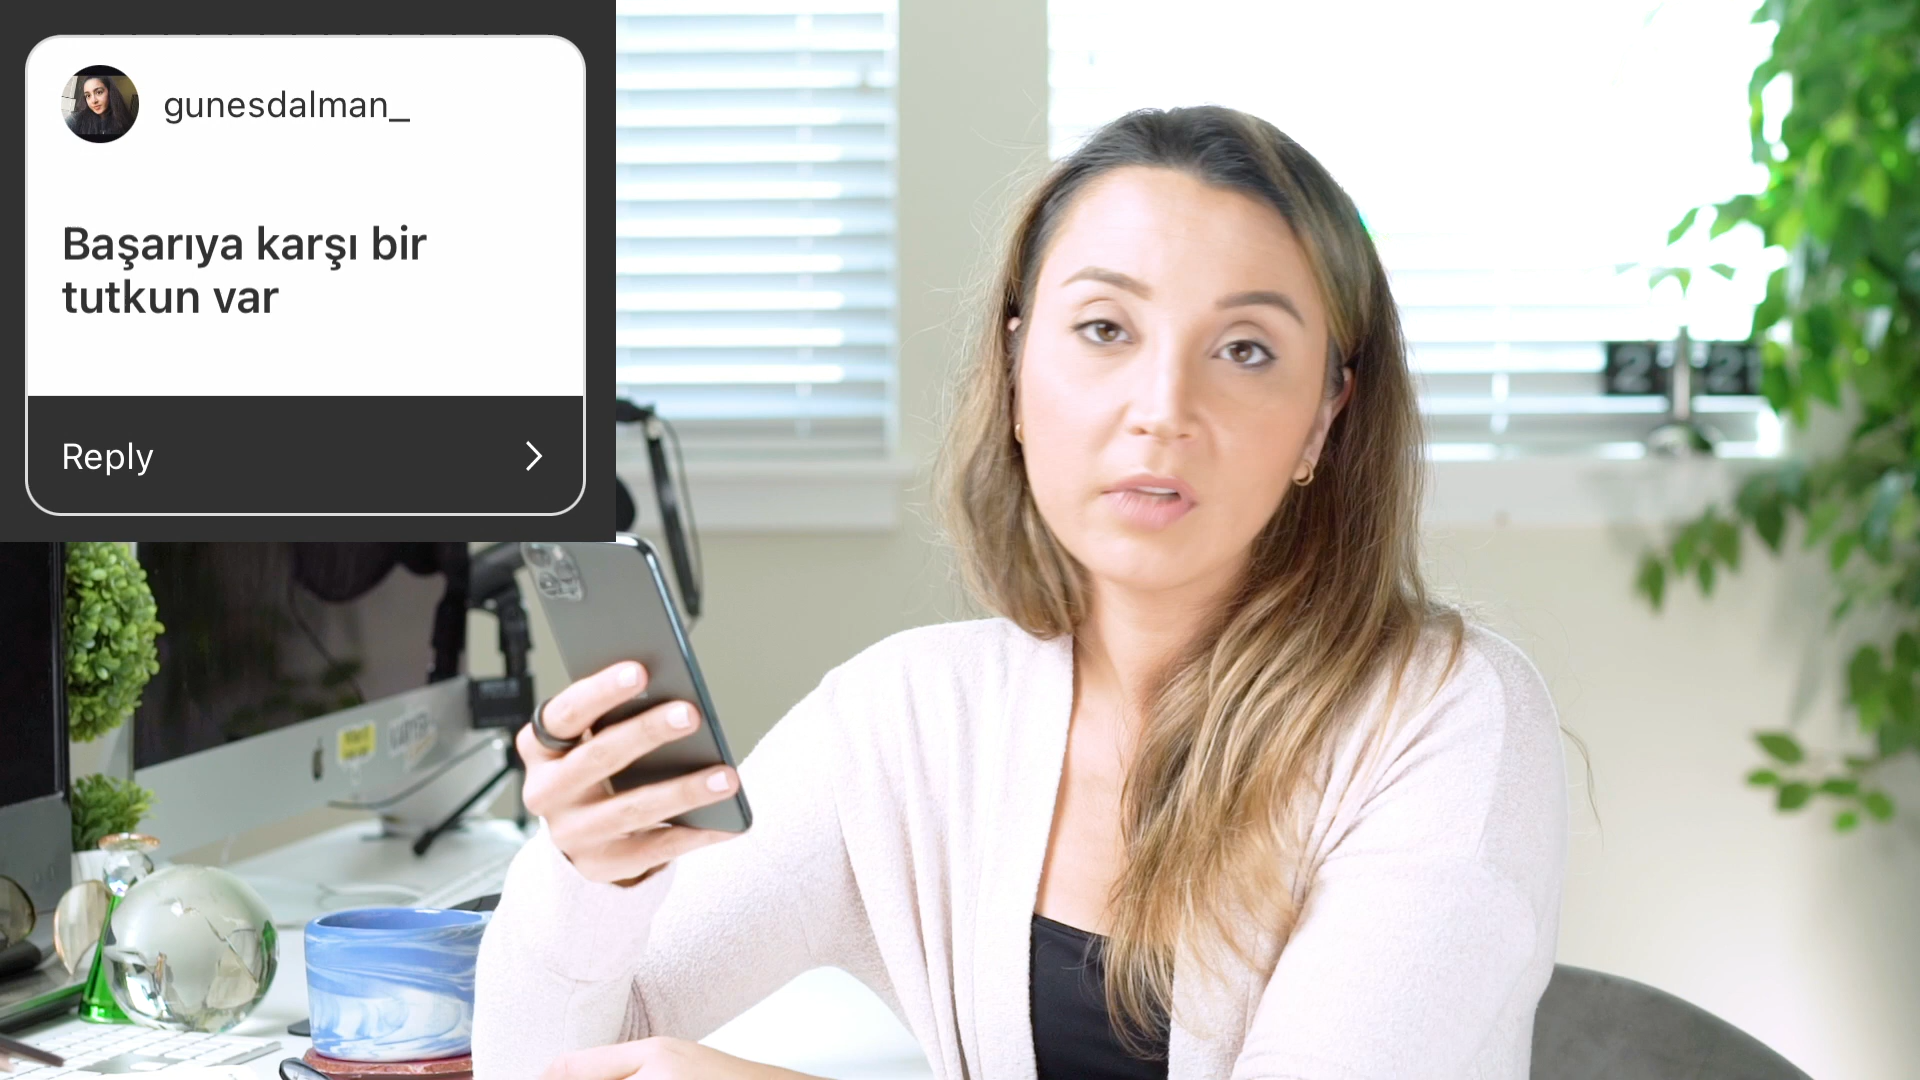 gunesdalman_
Başarıya karşı bir
tutkun var
Reply